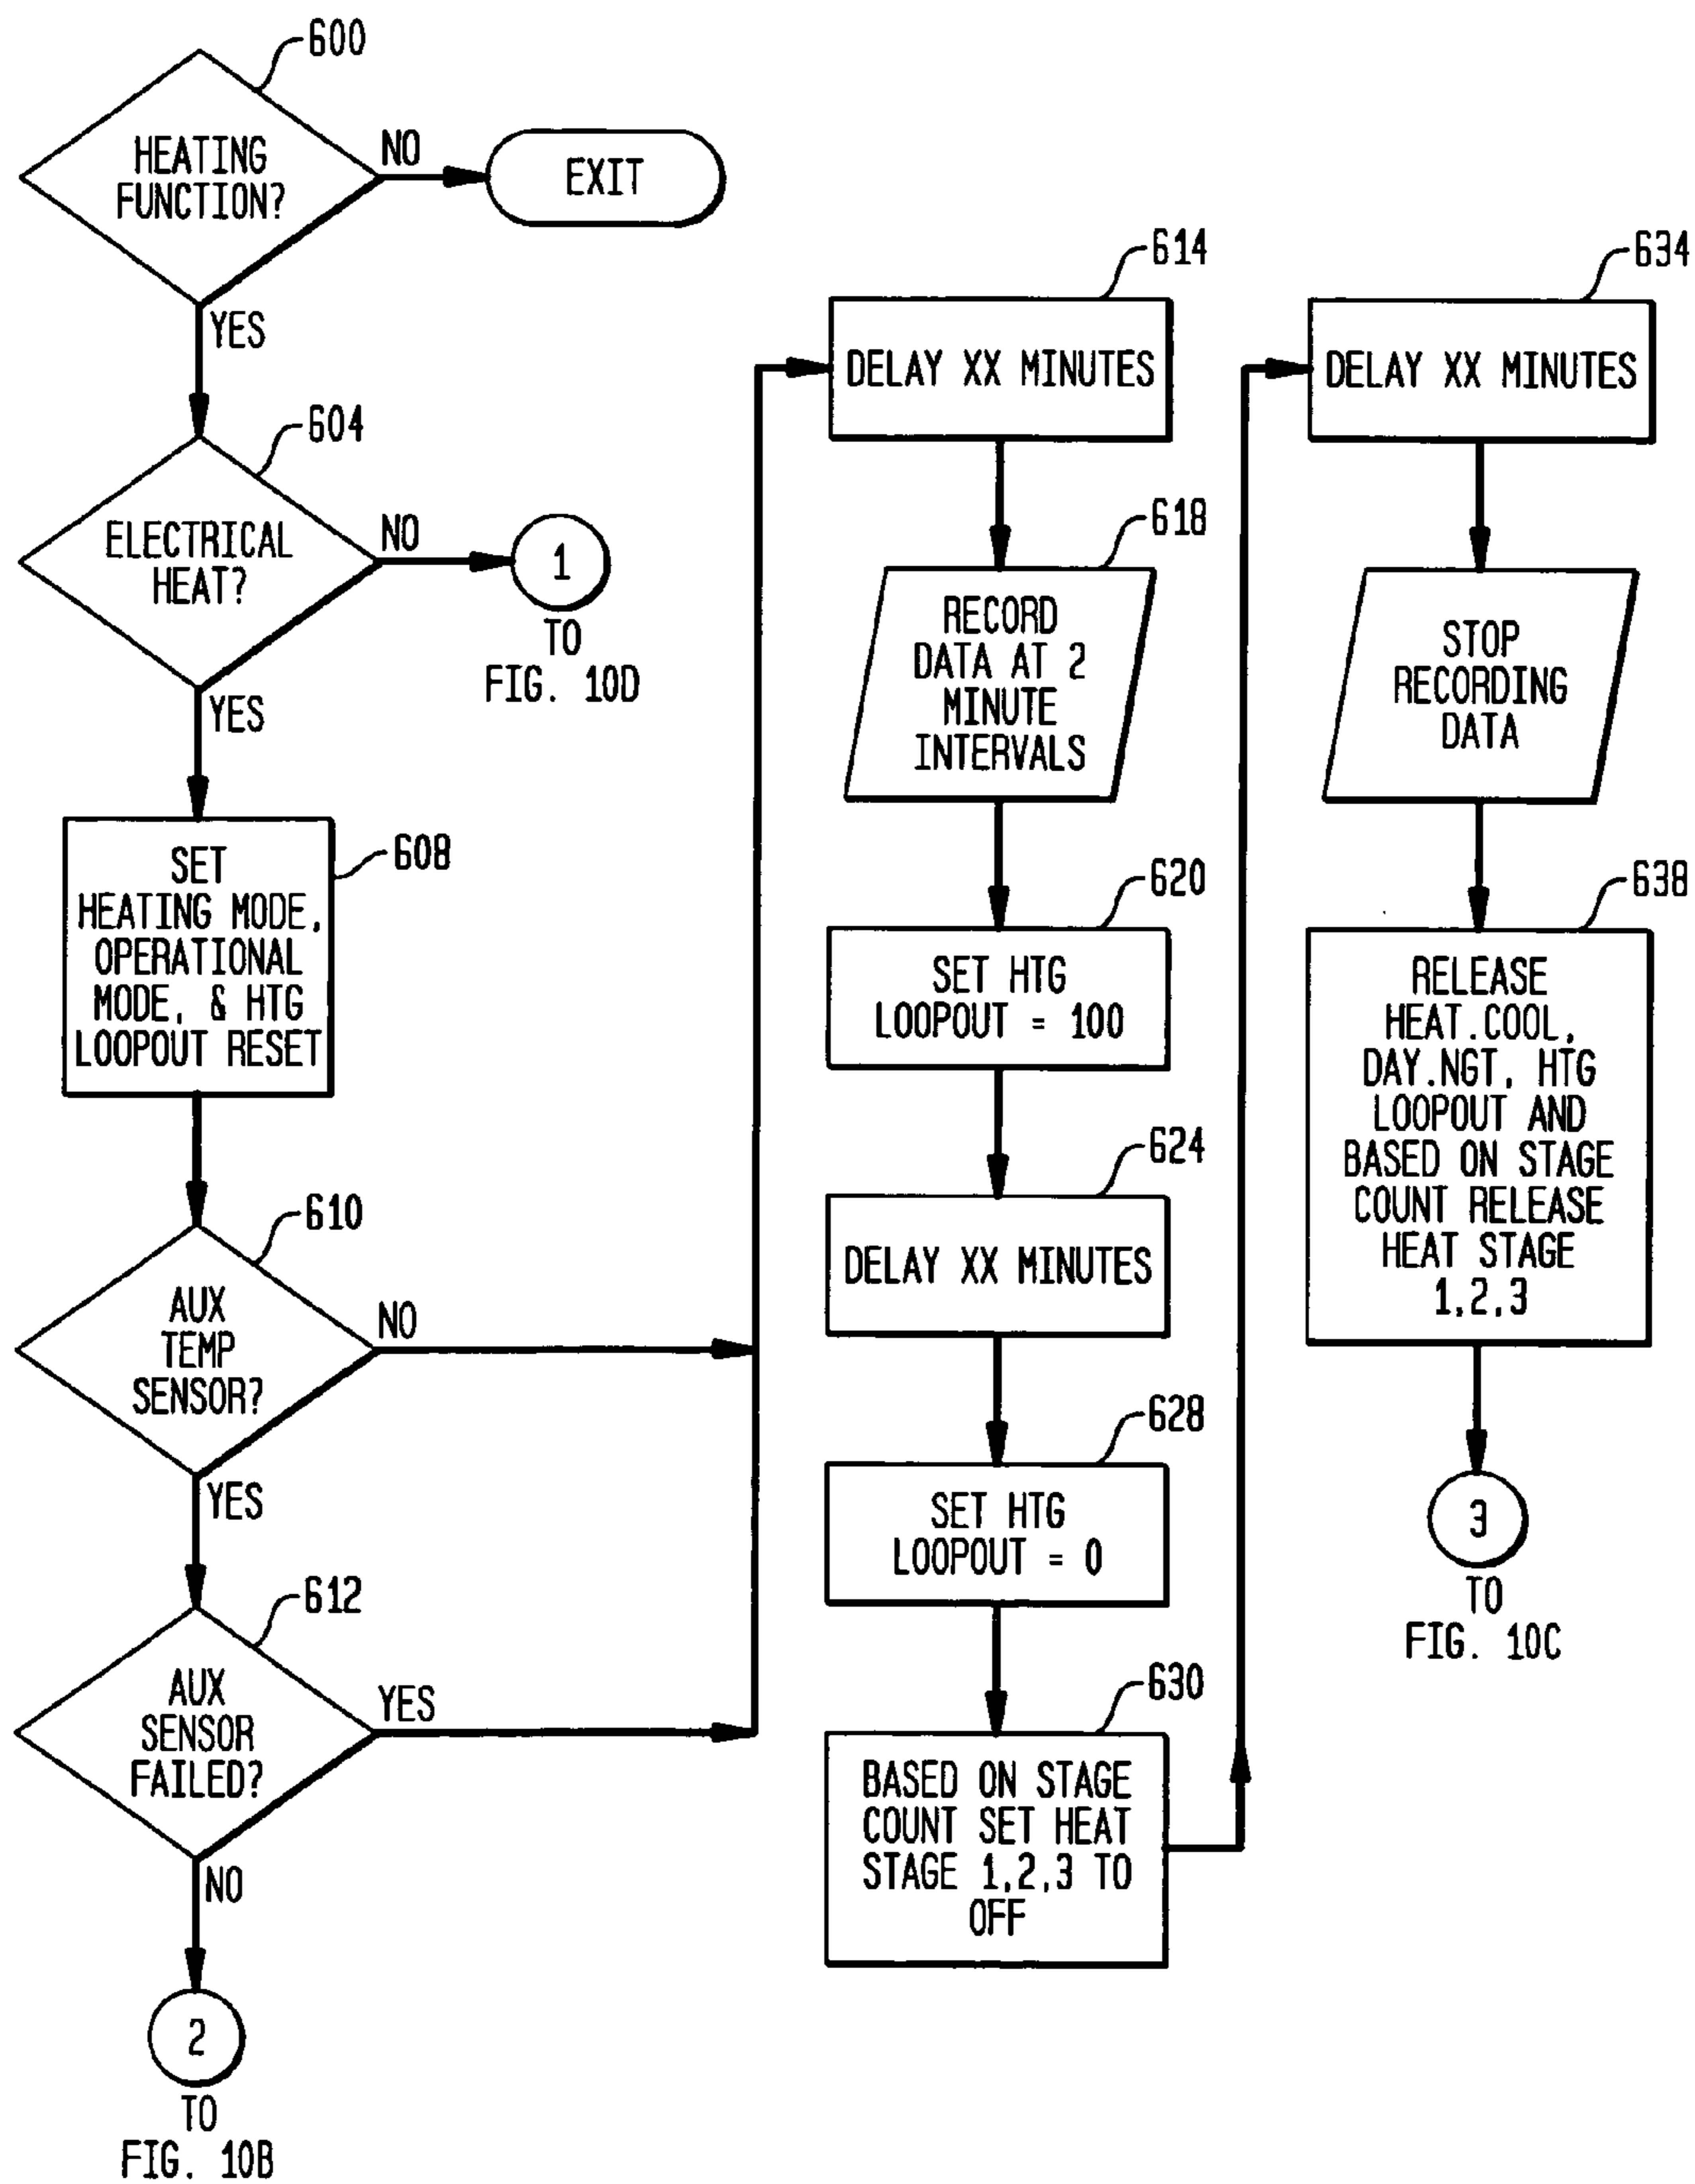 600
HEATING
FUNCTION?
NO
EXIT
YES
604
ELECTRICAL
HEAT?
NO
1
TO
FIG. 10D
YES
608
SET
HEATING MODE,
OPERATIONAL
MODE, & HTG
LOOPOUT RESET
610
AUX
TEMP
SENSOR?
NO
YES
612
AUX
SENSOR
FAILED?
YES
NO
2
TO
FIG. 10B
614
DELAY XX MINUTES
618
RECORD
DATA AT 2
MINUTE
INTERVALS
620
SET HTG
LOOPOUT = 100
624
DELAY XX MINUTES
628
SET HTG
LOOPOUT = 0
630
BASED ON STAGE
COUNT SET HEAT
STAGE 1,2,3 TO
OFF
634
DELAY XX MINUTES
STOP
RECORDING
DATA
638
RELEASE
HEAT.COOL,
DAY.NGT, HTG
LOOPOUT AND
BASED ON STAGE
COUNT RELEASE
HEAT STAGE
1,2,3
3
TO
FIG. 10C